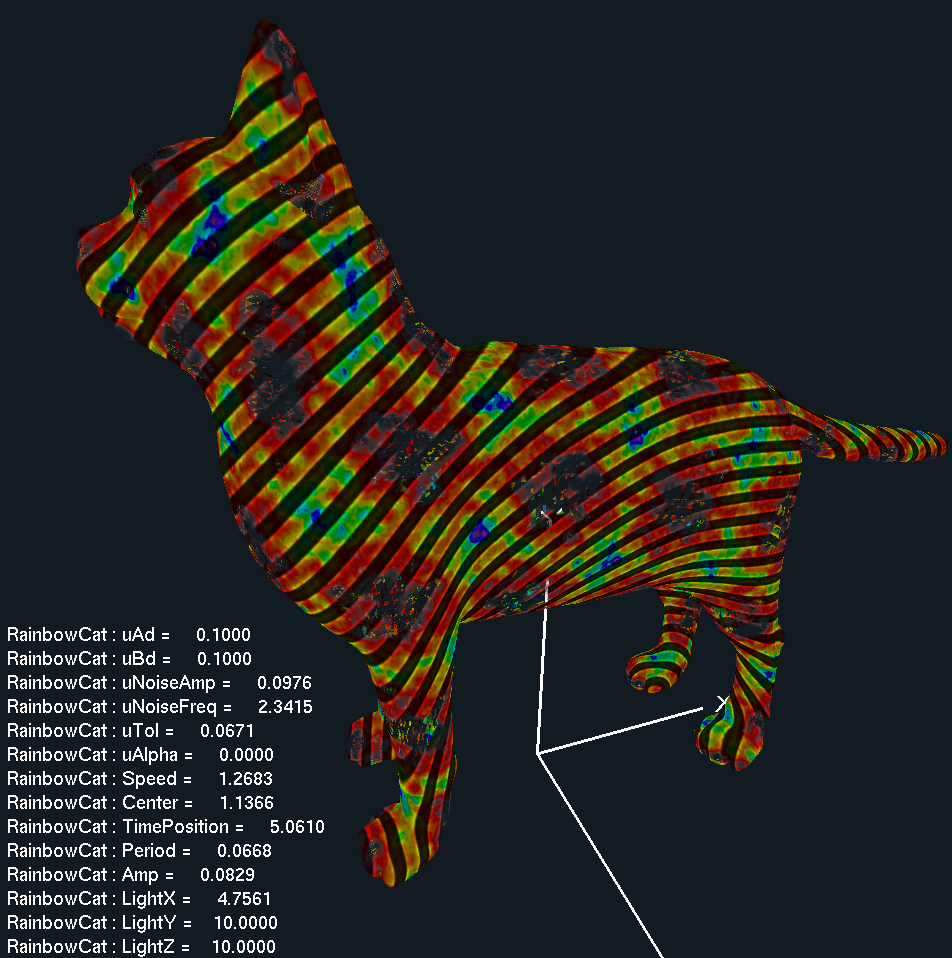 X
RainbowCat : uAd = 0.1000
RainbowCat : uBd = 0.1000
RainbowCat : uNoiseAmp = 0.0976
RainbowCat : uNoiseFreq = 2.3415
RainbowCat : uTol = 0.0671
RainbowCat : uAlpha = 0.0000
RainbowCat : Speed = 1.2683
RainbowCat : Center = 1.1366
RainbowCat : TimePosition = 5.0610
RainbowCat : Period = 0.0668
RainbowCat : Amp = 0.0829
RainbowCat : LightX = 4.7561
RainbowCat : LightY = 10.0000
RainbowCat : LightZ = 10.0000